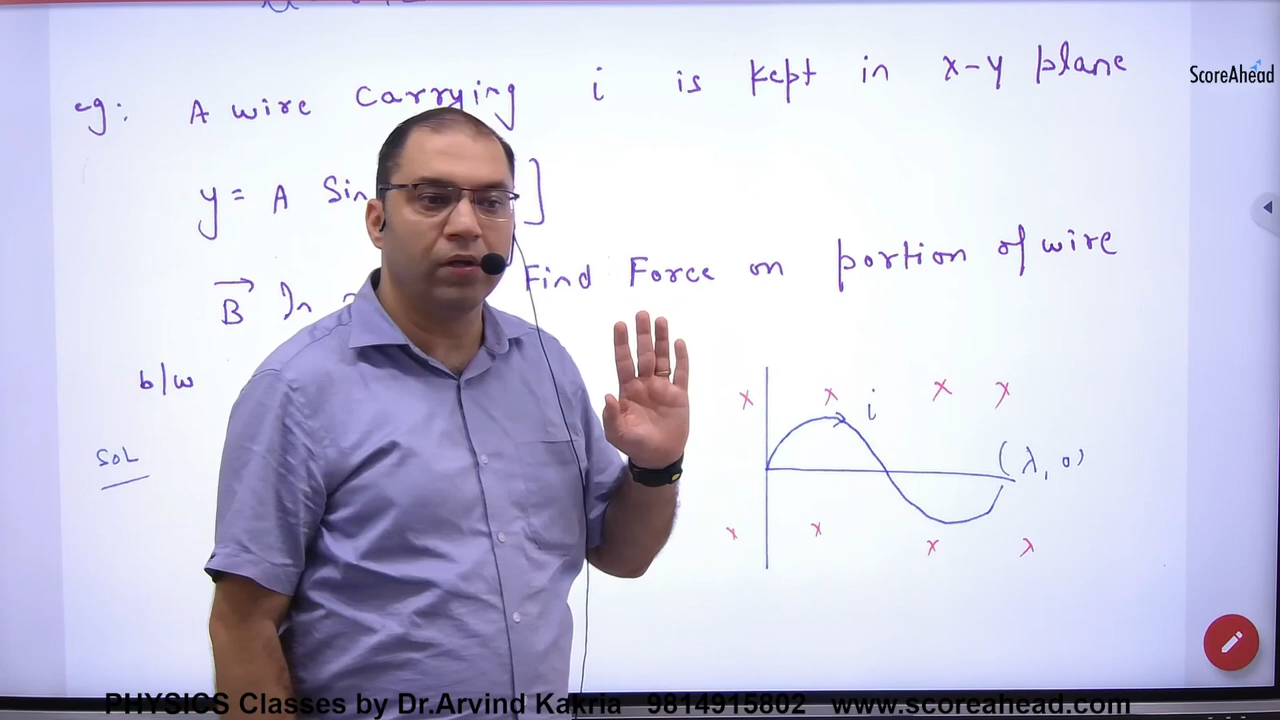 ScoreAhead
eg: A wire carrying i is kept in x-y plane
y = A Sin ]
B In Find Force on portion of wire
b/w
x x x x
i
SOL
(λ, 0)
x x x x
PHYSICS Classes by Dr.Arvind Kakria 9814915802 www.scoreahead.com